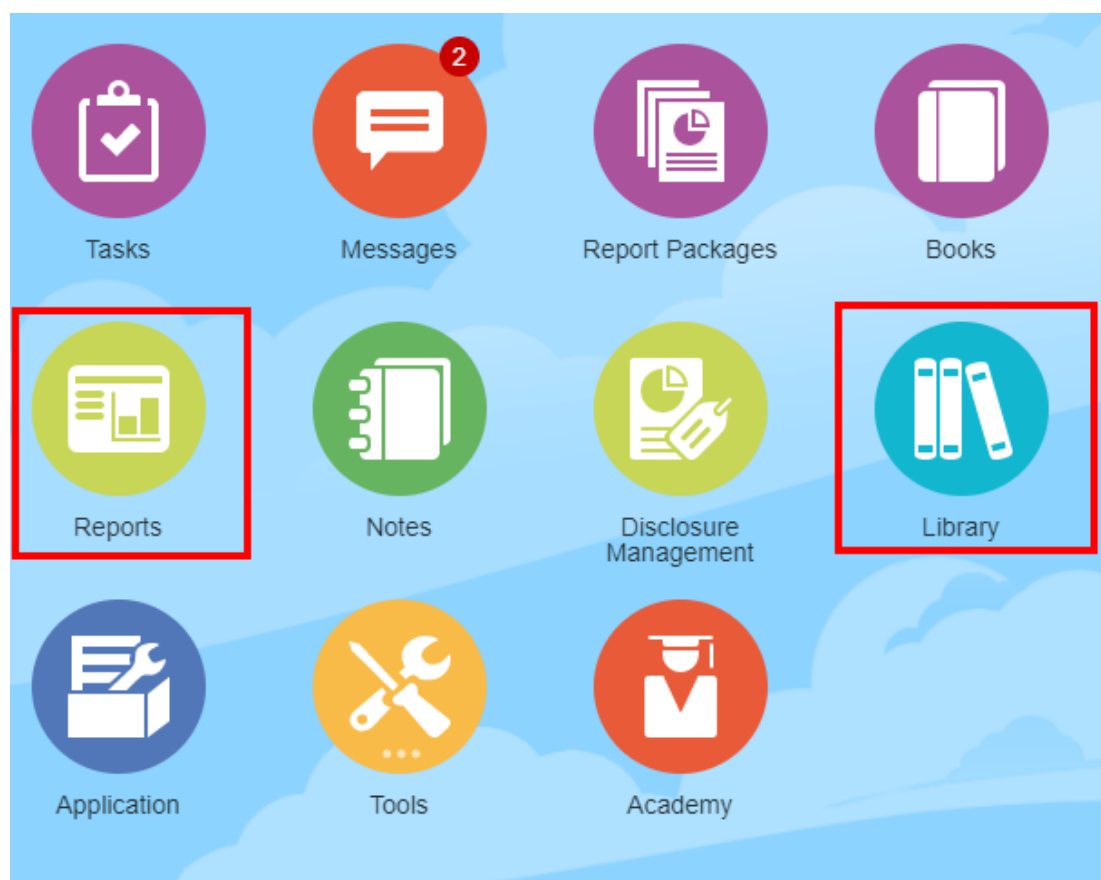 2
Tasks
Messages
Report Packages
Books
Reports
Notes
Disclosure
Management
Library
Application
Tools
Academy